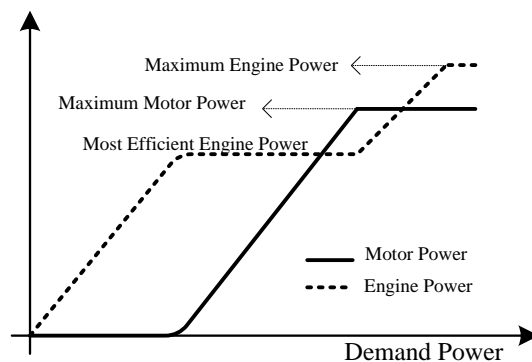 Maximum Engine Power
Maximum Motor Power
Most Efficient Engine Power
Motor Power
Engine Power
Demand Power